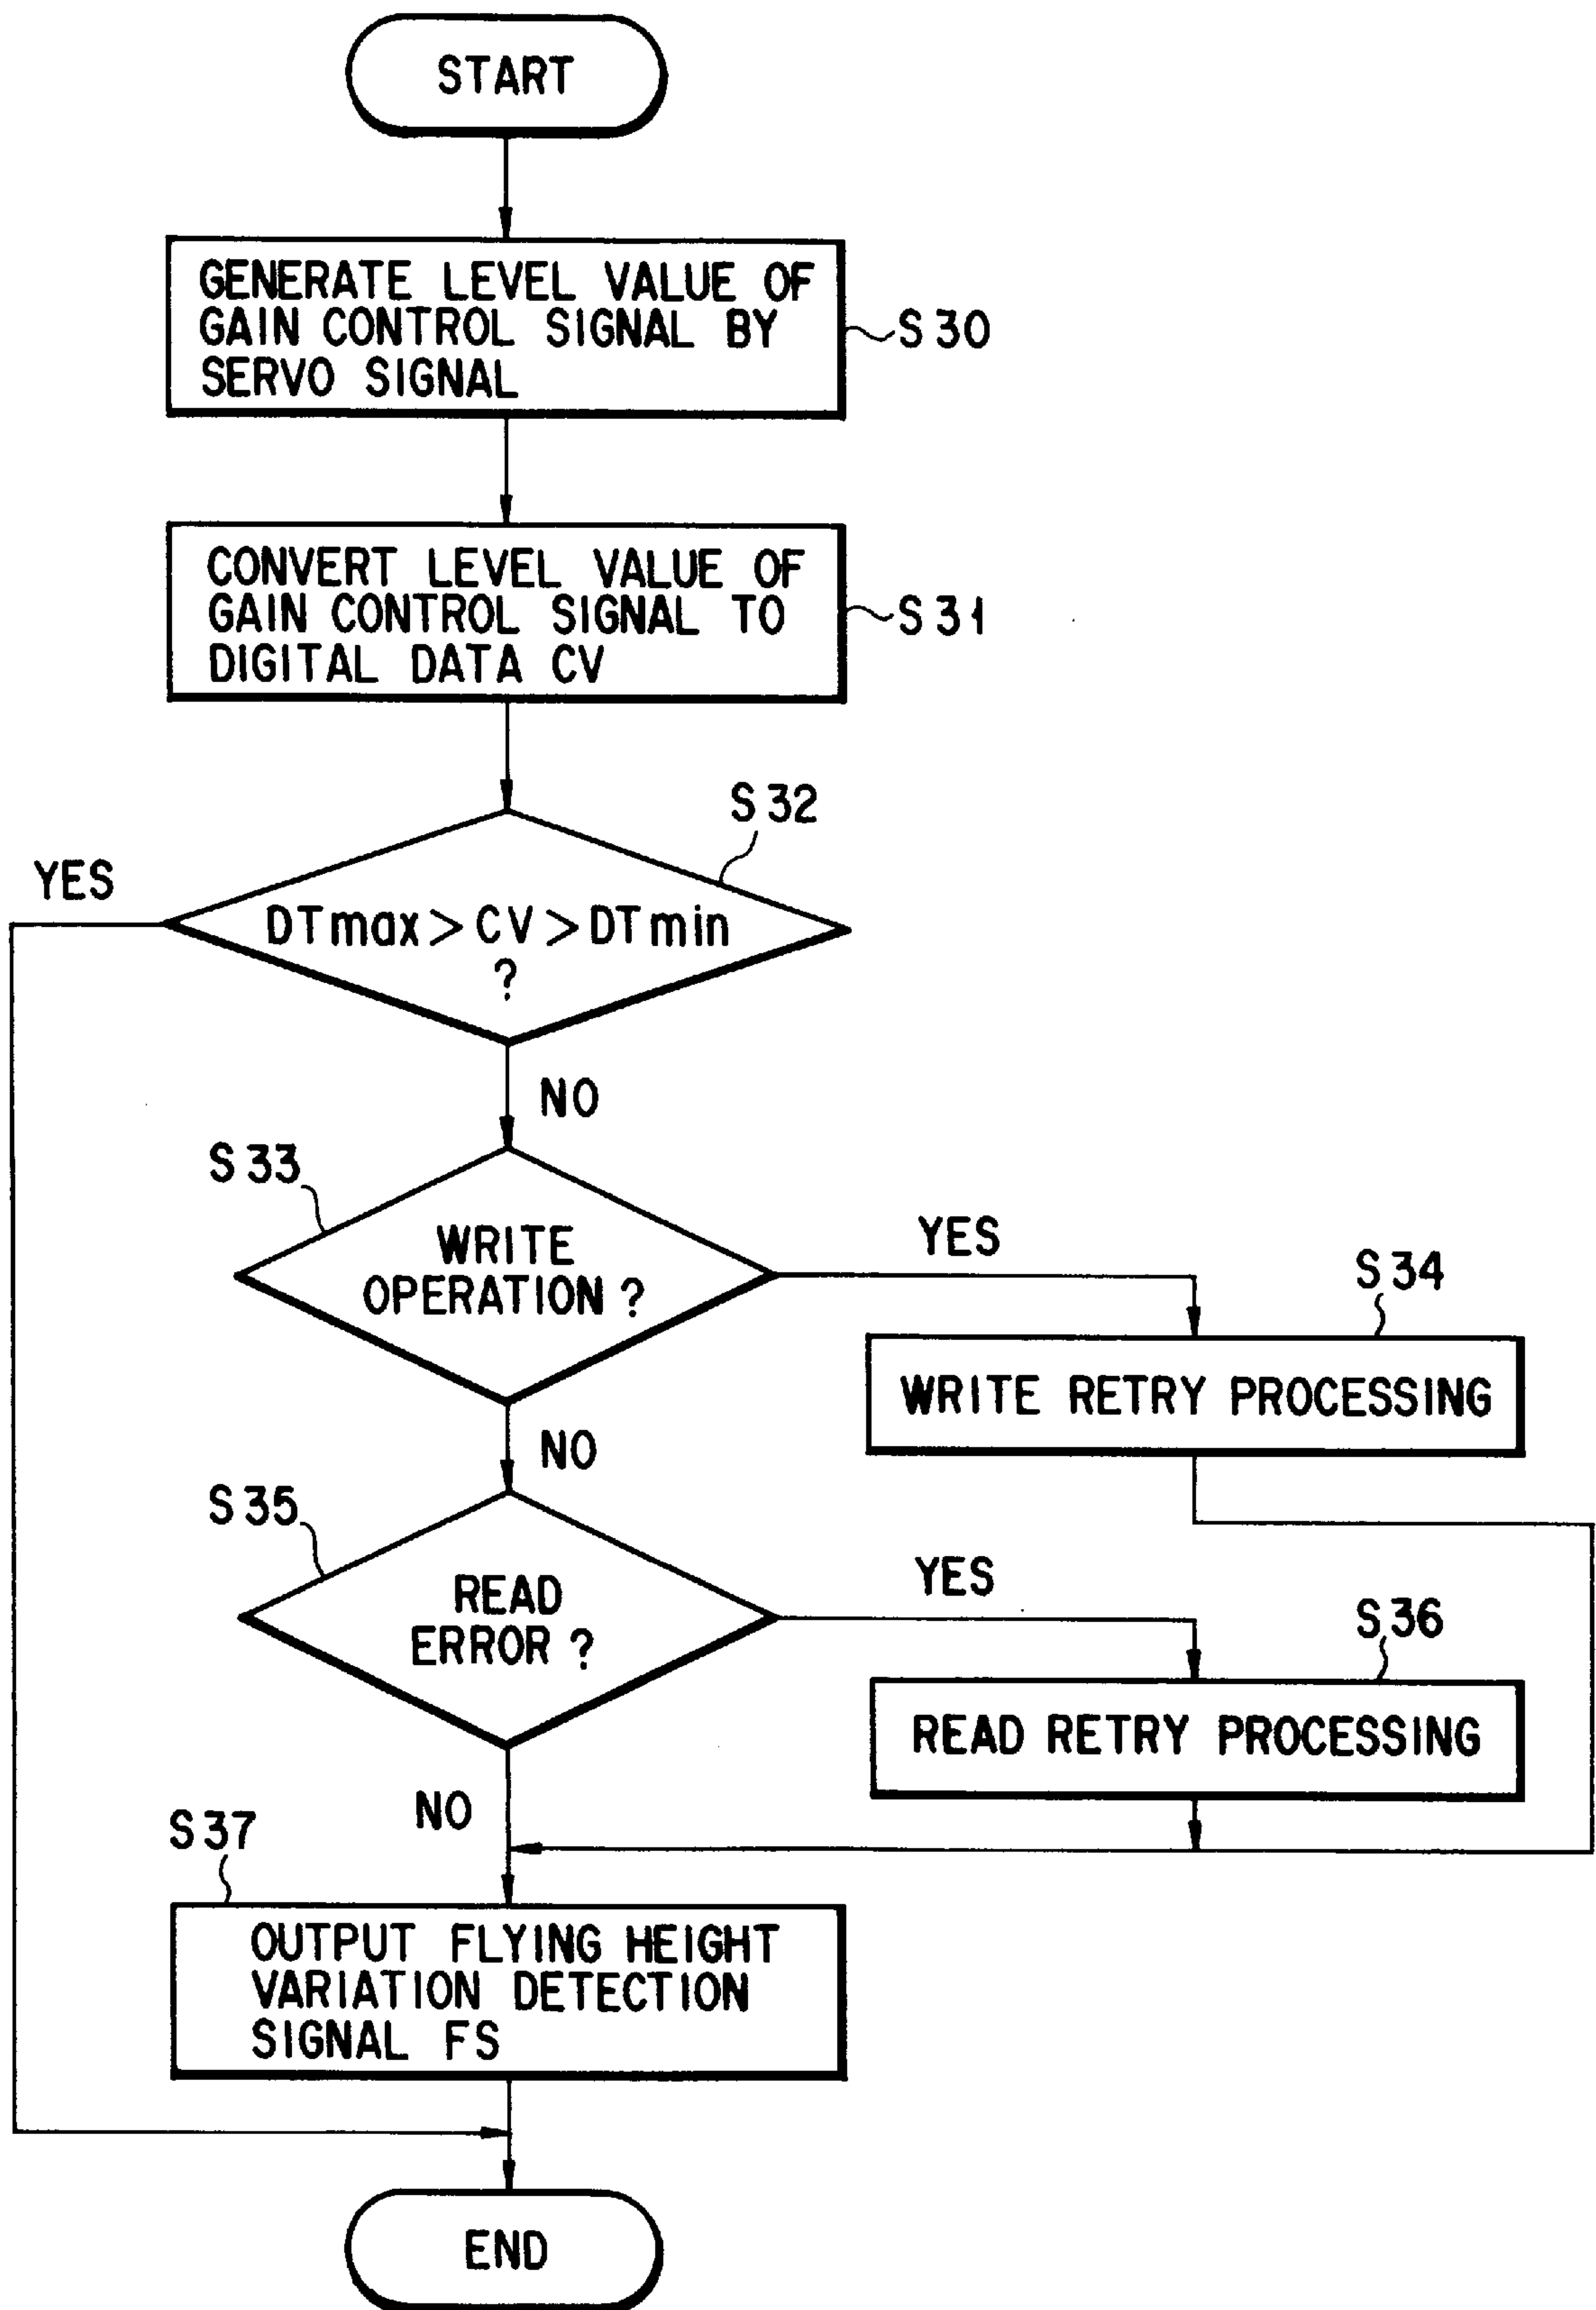 START
GENERATE LEVEL VALUE OF
GAIN CONTROL SIGNAL BY
SERVO SIGNAL
S30
CONVERT LEVEL VALUE OF
GAIN CONTROL SIGNAL TO
DIGITAL DATA CV
S31
S32
YES
DTmax > CV > DTmin
?
NO
S33
WRITE
OPERATION ?
YES
S34
WRITE RETRY PROCESSING
NO
S35
READ
ERROR ?
YES
S36
READ RETRY PROCESSING
NO
S37
OUTPUT FLYING HEIGHT
VARIATION DETECTION
SIGNAL FS
END